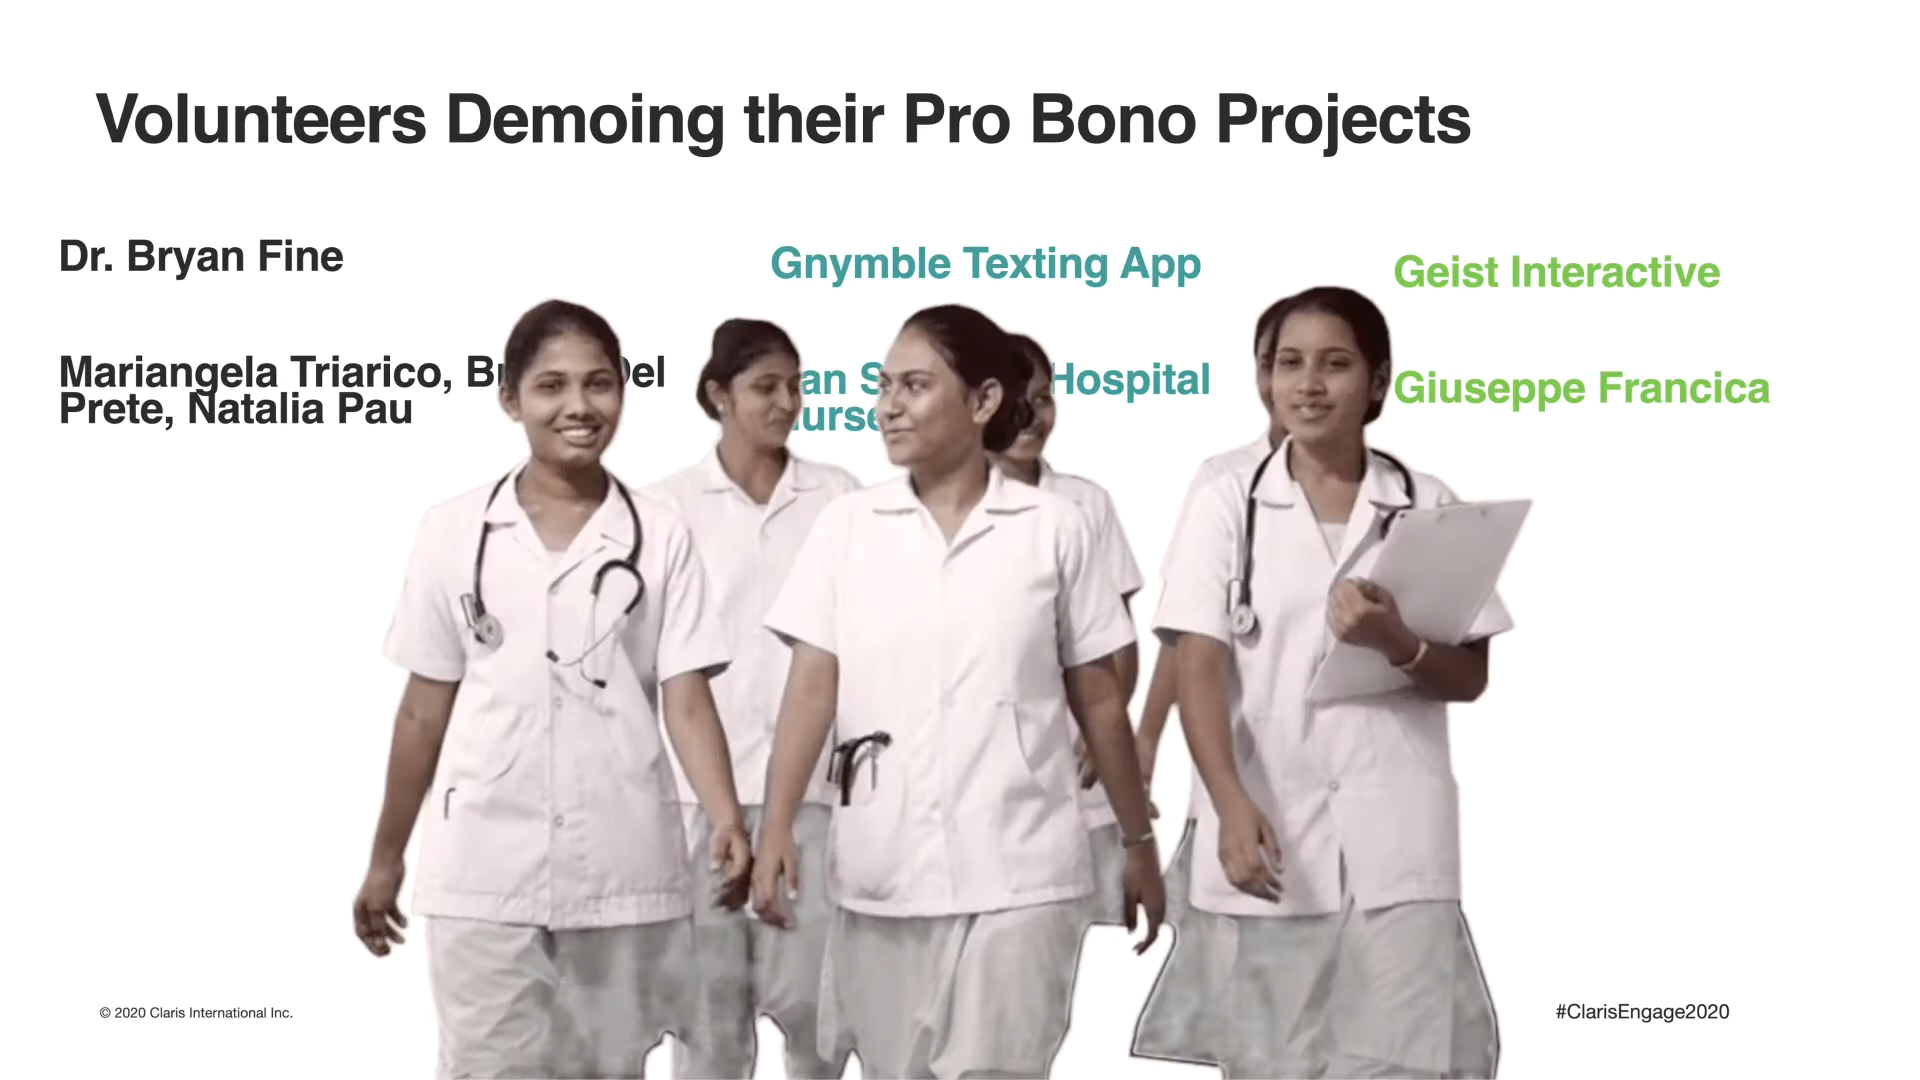 Volunteers Demoing their Pro Bono Projects
Dr. Bryan Fine
Gnymble Texting App
Geist Interactive
Mariangela Triarico, Del
Hospital
Giuseppe Francica
Prete, Natalia Pau
© 2020 Claris International Inc.
#ClarisEngage2020